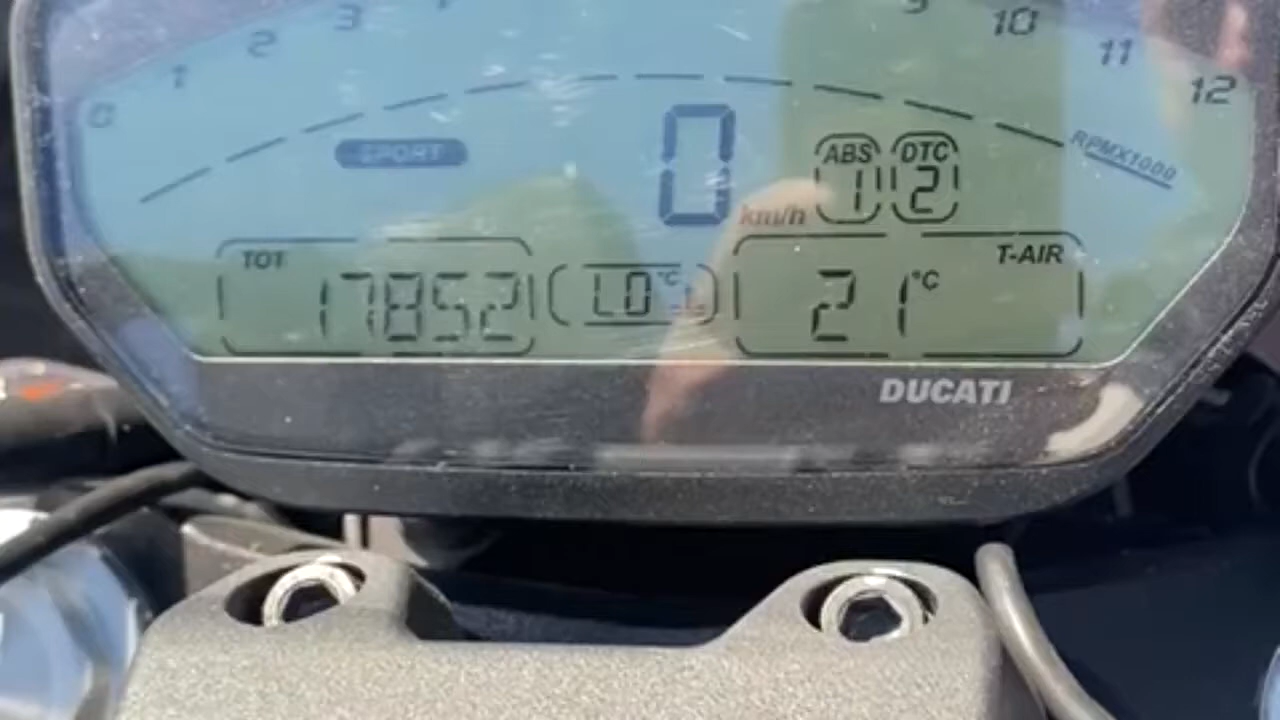 0 1 2 3 9 10 11 12
RPMX1000
SPORT
0 km/h
ABS 1
DTC 2
TOT 17852
LO °C
T-AIR 21 °C
DUCATI